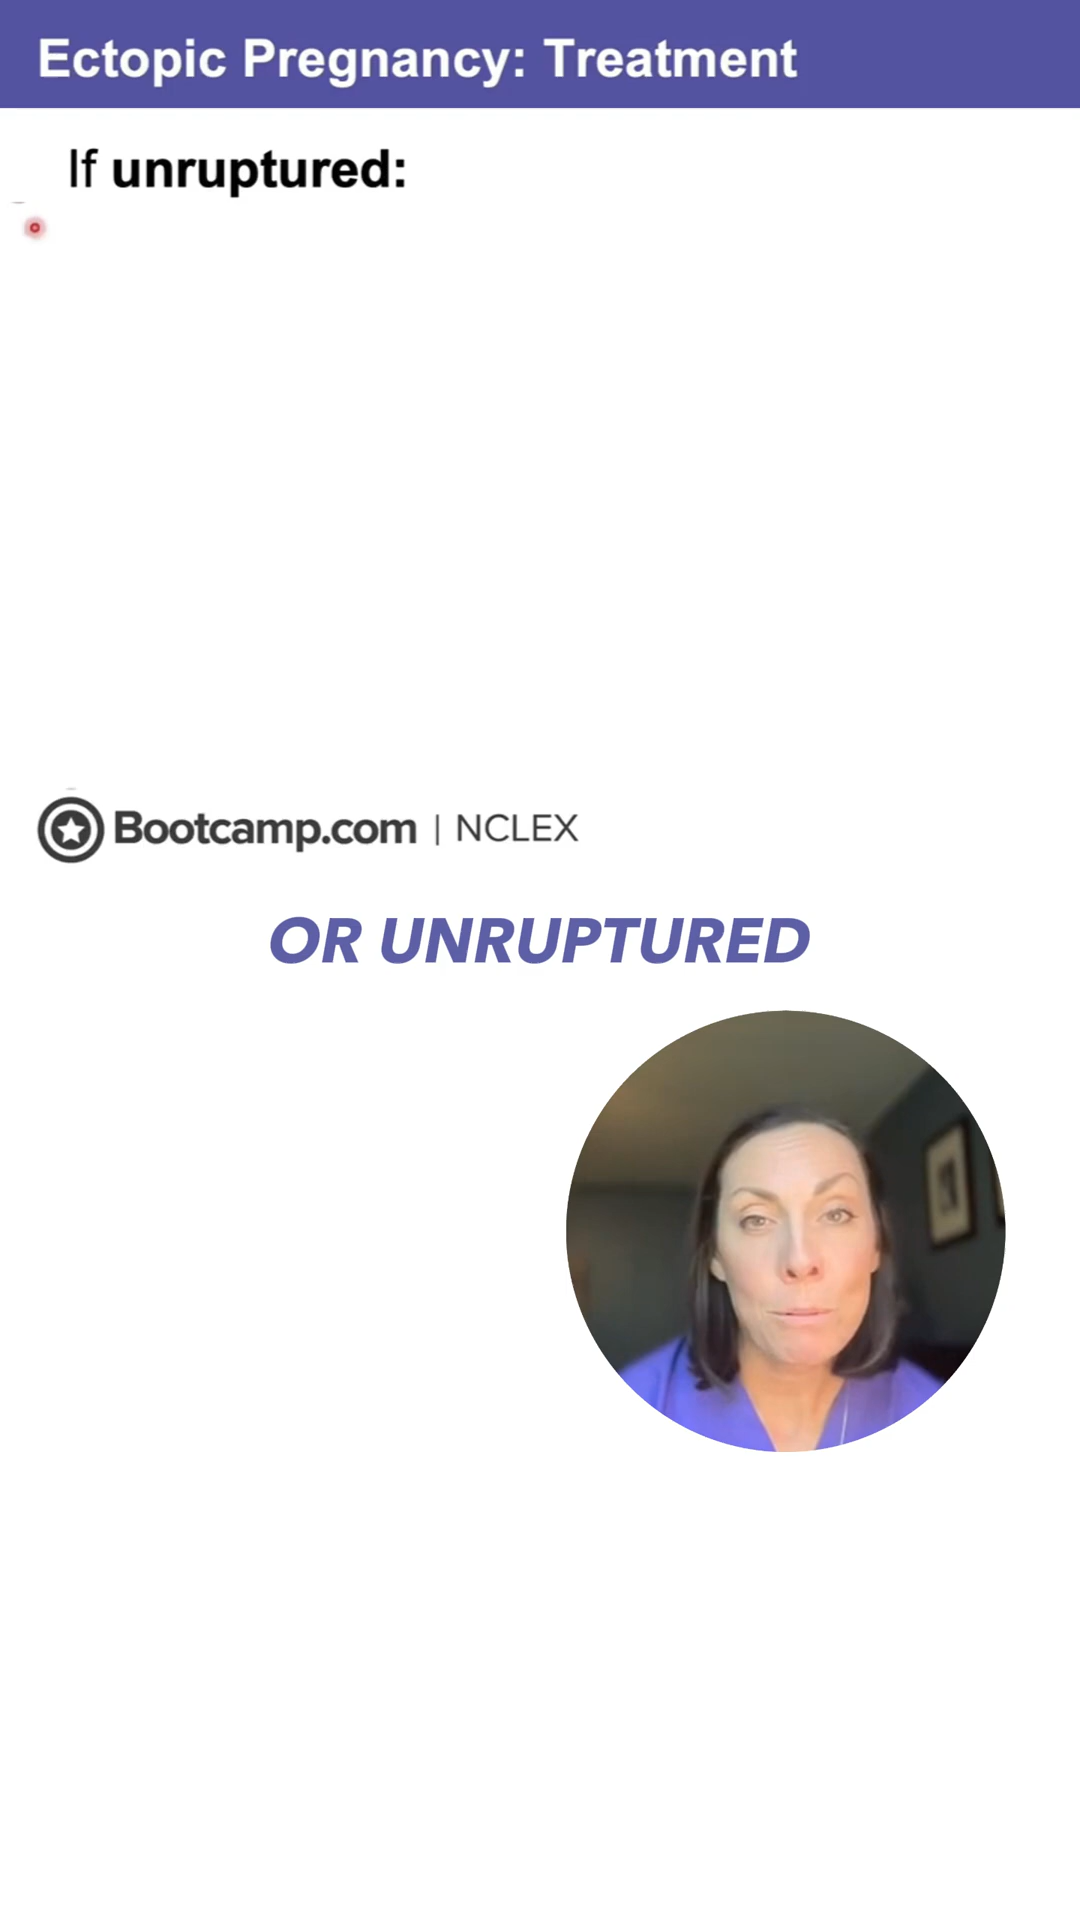 Ectopic Pregnancy: Treatment
If unruptured:
Bootcamp.com | NCLEX
OR UNRUPTURED